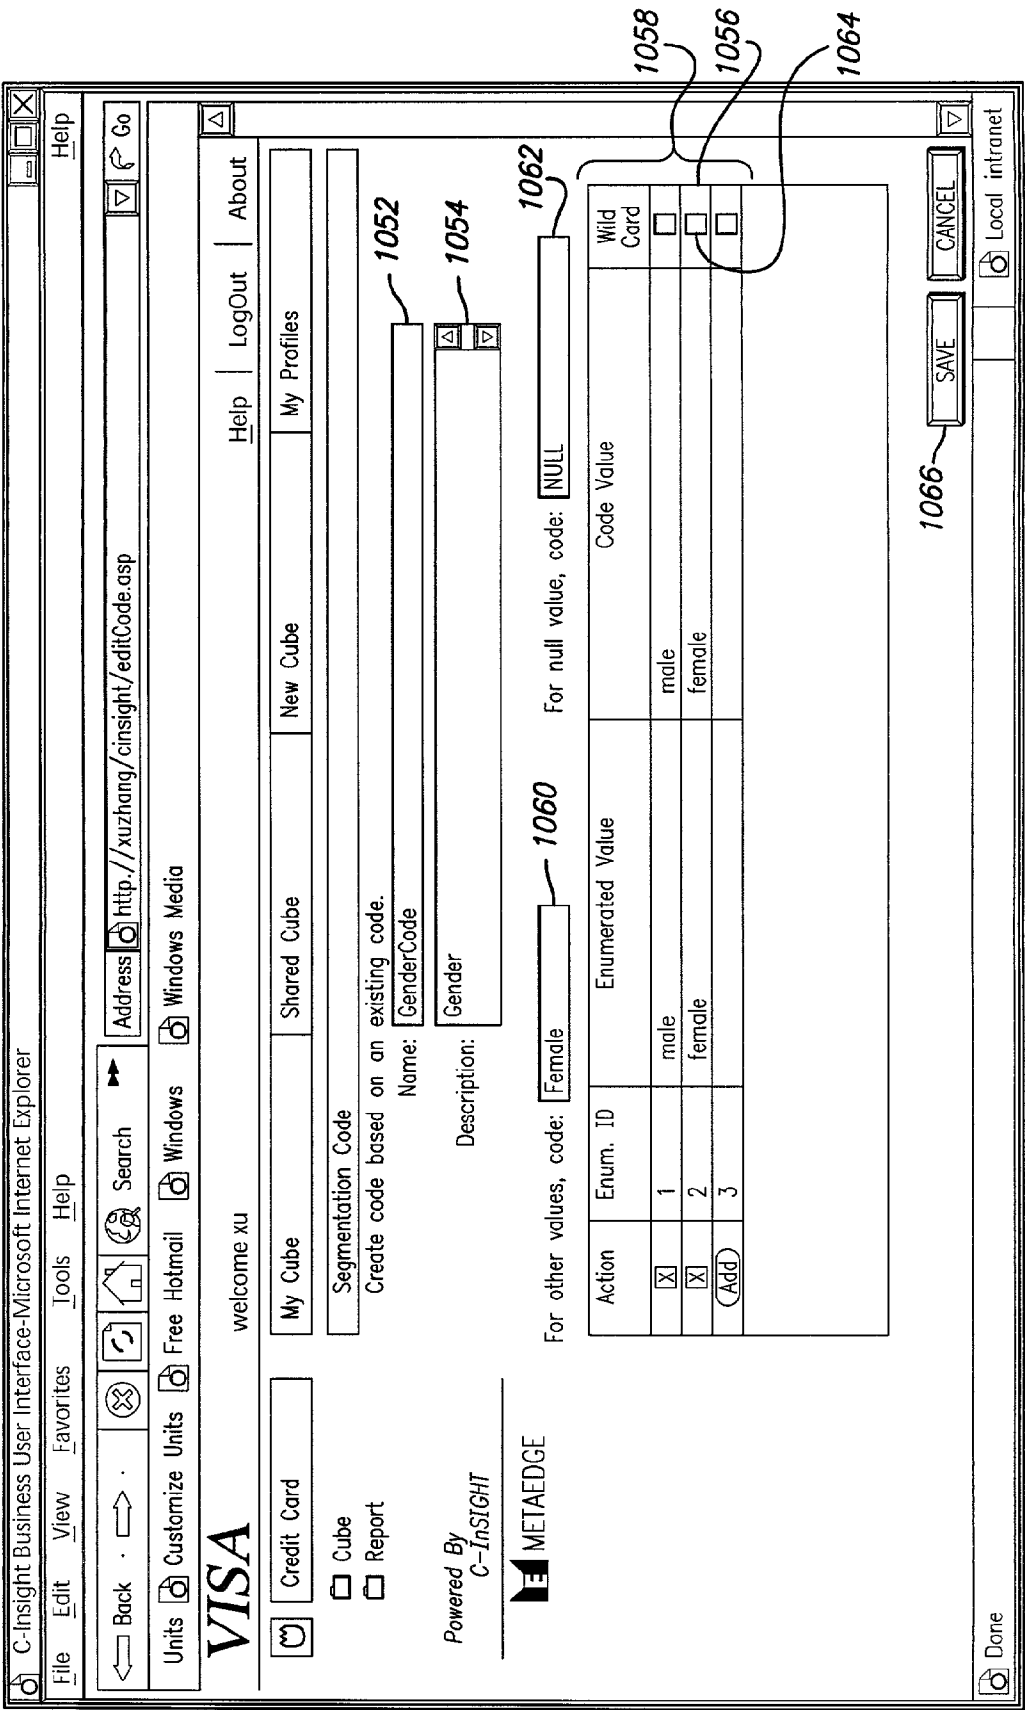 C-Insight Business User Interface-Microsoft Internet Explorer
File Edit View Favorites Tools Help Help
Back Search Address http://xuzhang/cinsight/editCode.asp Go
Units Customize Units Free Hotmail Windows Windows Media
VISA welcome xu Help | LogOut | About
Credit Card My Cube Shared Cube New Cube My Profiles
Cube
Report
Segmentation Code
Create code based on an existing code.
Name: GenderCode 1052
Description: Gender 1054
Powered By
C-InSIGHT
METAEDGE
For other values, code: Female 1060 For null value, code: NULL 1062
Action Enum. ID Enumerated Value Code Value Wild Card
X 1 male male
X 2 female female
Add 3
1058
1056
1064
1066 SAVE CANCEL
Done Local intranet